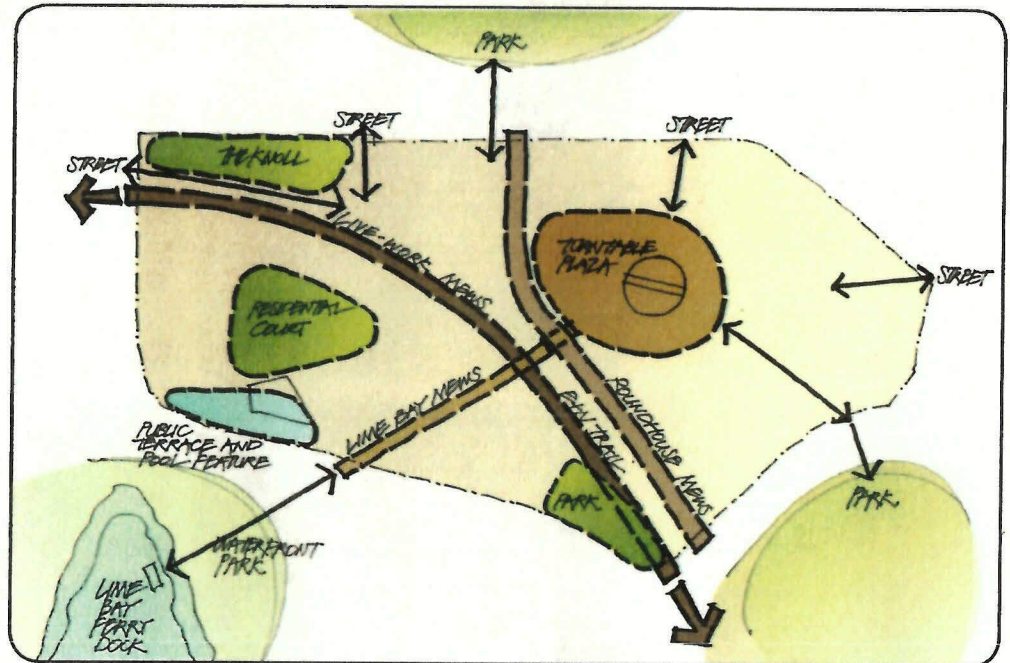 PARK
STREET
STREET
STREET
THE KNOLL
LIVE-WORK MEWS
TURNTABLE
PLAZA
STREET
RESIDENTIAL
COURT
LIME BAY MEWS
E&N TRAIL
ROUNDHOUSE MEWS
PUBLIC
TERRACE AND
POOL FEATURE
PARK
PARK
WATERFRONT
PARK
LIME
BAY
FERRY
DOCK